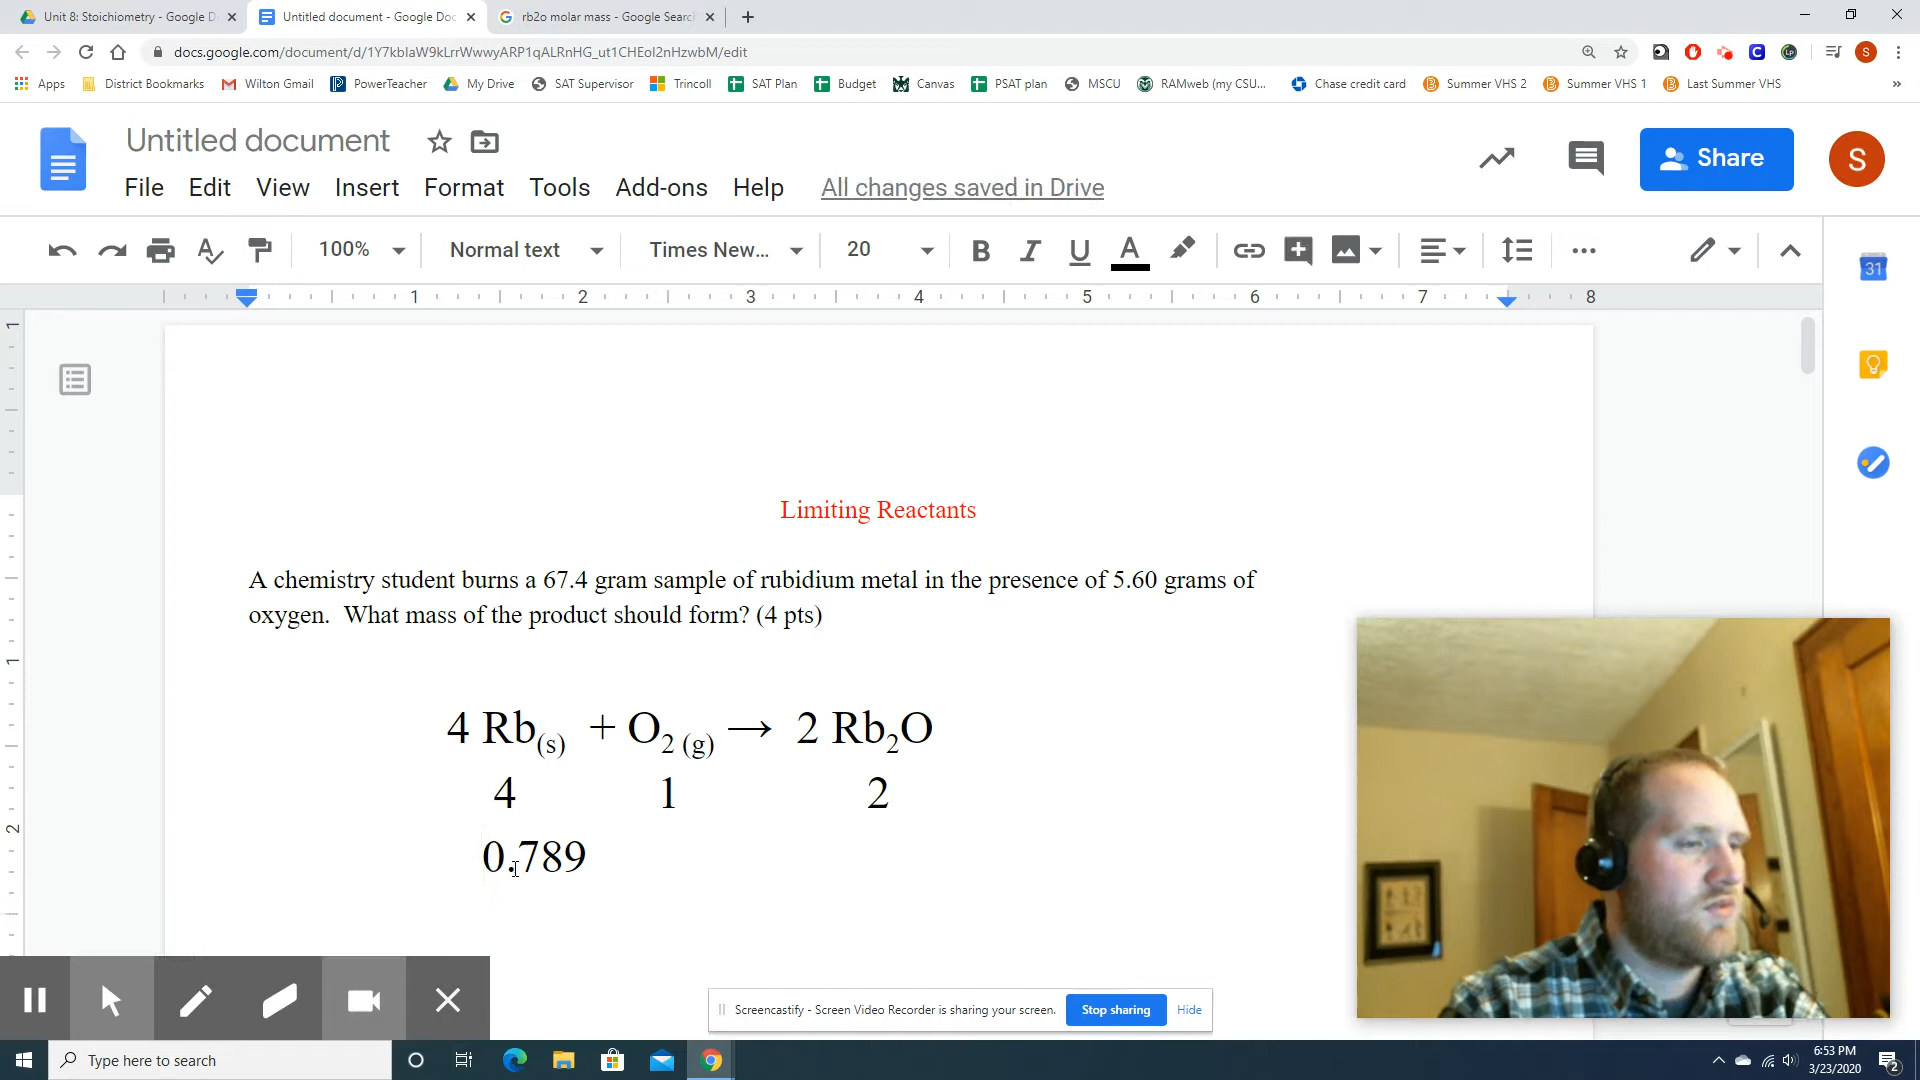 Unit 8: Stoichiometry - Google D
Untitled document - Google Doc
rb2o molar mass - Google Search
docs.google.com/document/d/1Y7kblaW9kLrrWwwyARP1qALRnHG_ut1CHEol2nHzwbM/edit
Apps District Bookmarks Wilton Gmail PowerTeacher My Drive SAT Supervisor Trincoll SAT Plan Budget Canvas PSAT plan MSCU RAMweb (my CSU... Chase credit card Summer VHS 2 Summer VHS 1 Last Summer VHS »
Untitled document
Share
S
File Edit View Insert Format Tools Add-ons Help All changes saved in Drive
100% Normal text Times New... 20 B I U A
1 2 3 4 5 6 7 8
31
Limiting Reactants
A chemistry student burns a 67.4 gram sample of rubidium metal in the presence of 5.60 grams of
oxygen. What mass of the product should form? (4 pts)
4 Rb(s) + O2 (g) → 2 Rb2O
4 1 2
0.789
Screencastify - Screen Video Recorder is sharing your screen. Stop sharing Hide
Type here to search
6:53 PM
3/23/2020
2